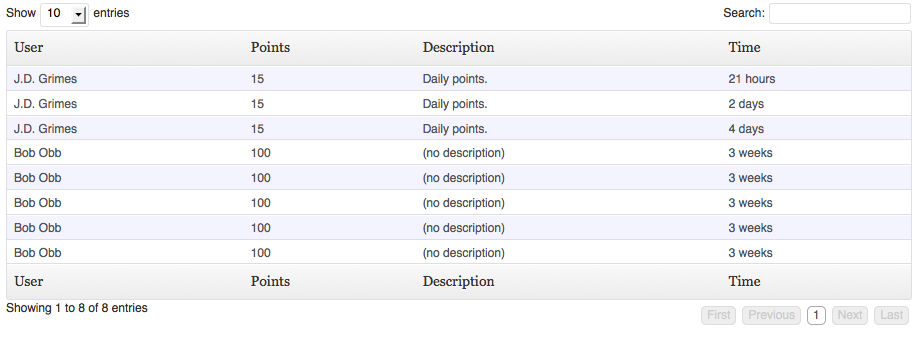 Show 10 entries Search:
User Points Description Time
J.D. Grimes 15 Daily points. 21 hours
J.D. Grimes 15 Daily points. 2 days
J.D. Grimes 15 Daily points. 4 days
Bob Obb 100 (no description) 3 weeks
Bob Obb 100 (no description) 3 weeks
Bob Obb 100 (no description) 3 weeks
Bob Obb 100 (no description) 3 weeks
Bob Obb 100 (no description) 3 weeks
User Points Description Time
Showing 1 to 8 of 8 entries First Previous 1 Next Last